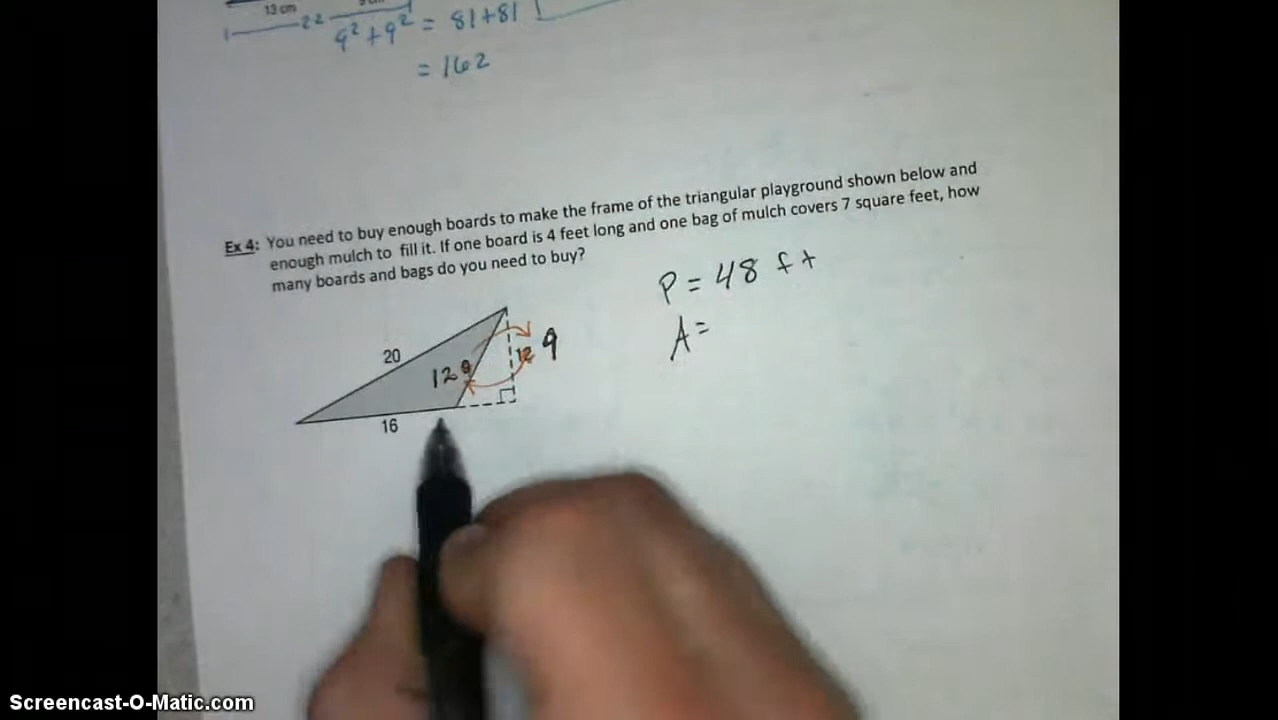 13 cm
9² + 9² = 81 + 81
= 162
Ex 4: You need to buy enough boards to make the frame of the triangular playground shown below and
enough mulch to fill it. If one board is 4 feet long and one bag of mulch covers 7 square feet, how
many boards and bags do you need to buy?
P = 48 ft
A =
20
12 9
12 9
16
Screencast-O-Matic.com